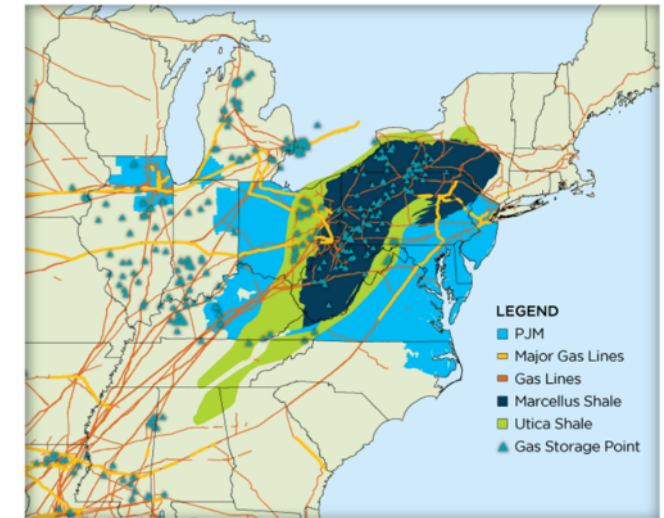 LEGEND
PJM
Major Gas Lines
Gas Lines
Marcellus Shale
Utica Shale
Gas Storage Point